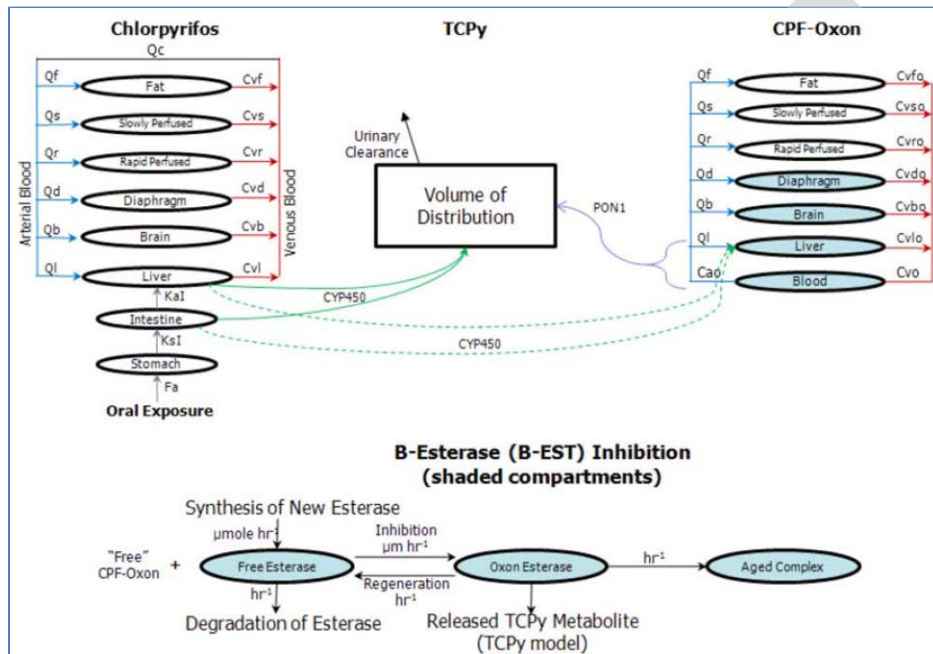 Chlorpyrifos
TCPy
CPF-Oxon
Qc
Qf
Fat
Cvf
Qs
Slowly Perfused
Cvs
Qr
Rapid Perfused
Cvr
Qd
Diaphragm
Cvd
Qb
Brain
Cvb
Ql
Liver
Cvl
Arterial Blood
Venous Blood
KaI
Intestine
KsI
Stomach
Fa
Oral Exposure
CYP450
CYP450
Urinary
Clearance
Volume of
Distribution
PON1
Qf
Fat
Cvfo
Qs
Slowly Perfused
Cvso
Qr
Rapid Perfused
Cvro
Qd
Diaphragm
Cvdo
Qb
Brain
Cvbo
Ql
Liver
Cvlo
Cao
Blood
Cvo
B-Esterase (B-EST) Inhibition
(shaded compartments)
Synthesis of New Esterase
µmole hr-1
"Free"
CPF-Oxon
+
Free Esterase
hr-1
Degradation of Esterase
Inhibition
µm hr-1
Regeneration
hr-1
Oxon Esterase
Released TCPy Metabolite
(TCPy model)
hr-1
Aged Complex